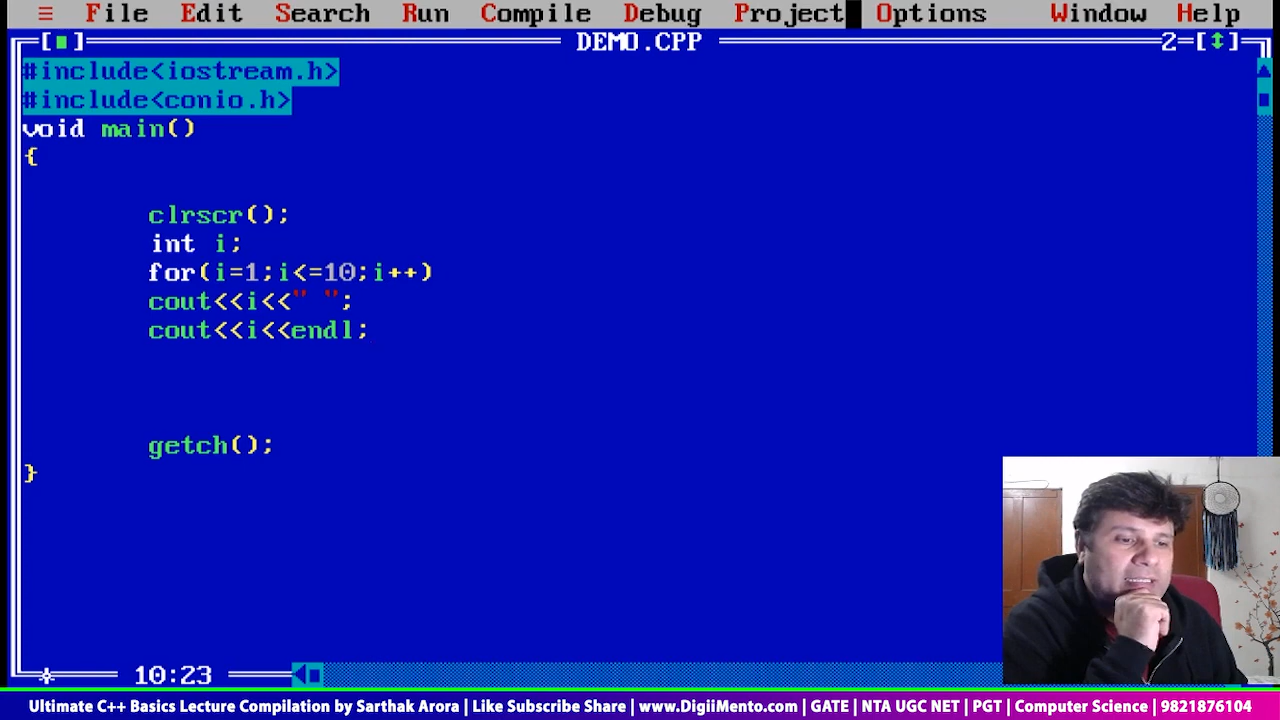 ≡ File Edit Search Run Compile Debug Project Options Window Help
[■] DEMO.CPP 2=[↕]
#include<iostream.h>
#include<conio.h>
void main()
{
clrscr();
int i;
for(i=1;i<=10;i++)
cout<<i<<" ";
cout<<i<<endl;
getch();
}
10:23
Ultimate C++ Basics Lecture Compilation by Sarthak Arora | Like Subscribe Share | www.DigiiMento.com | GATE | NTA UGC NET | PGT | Computer Science | 9821876104